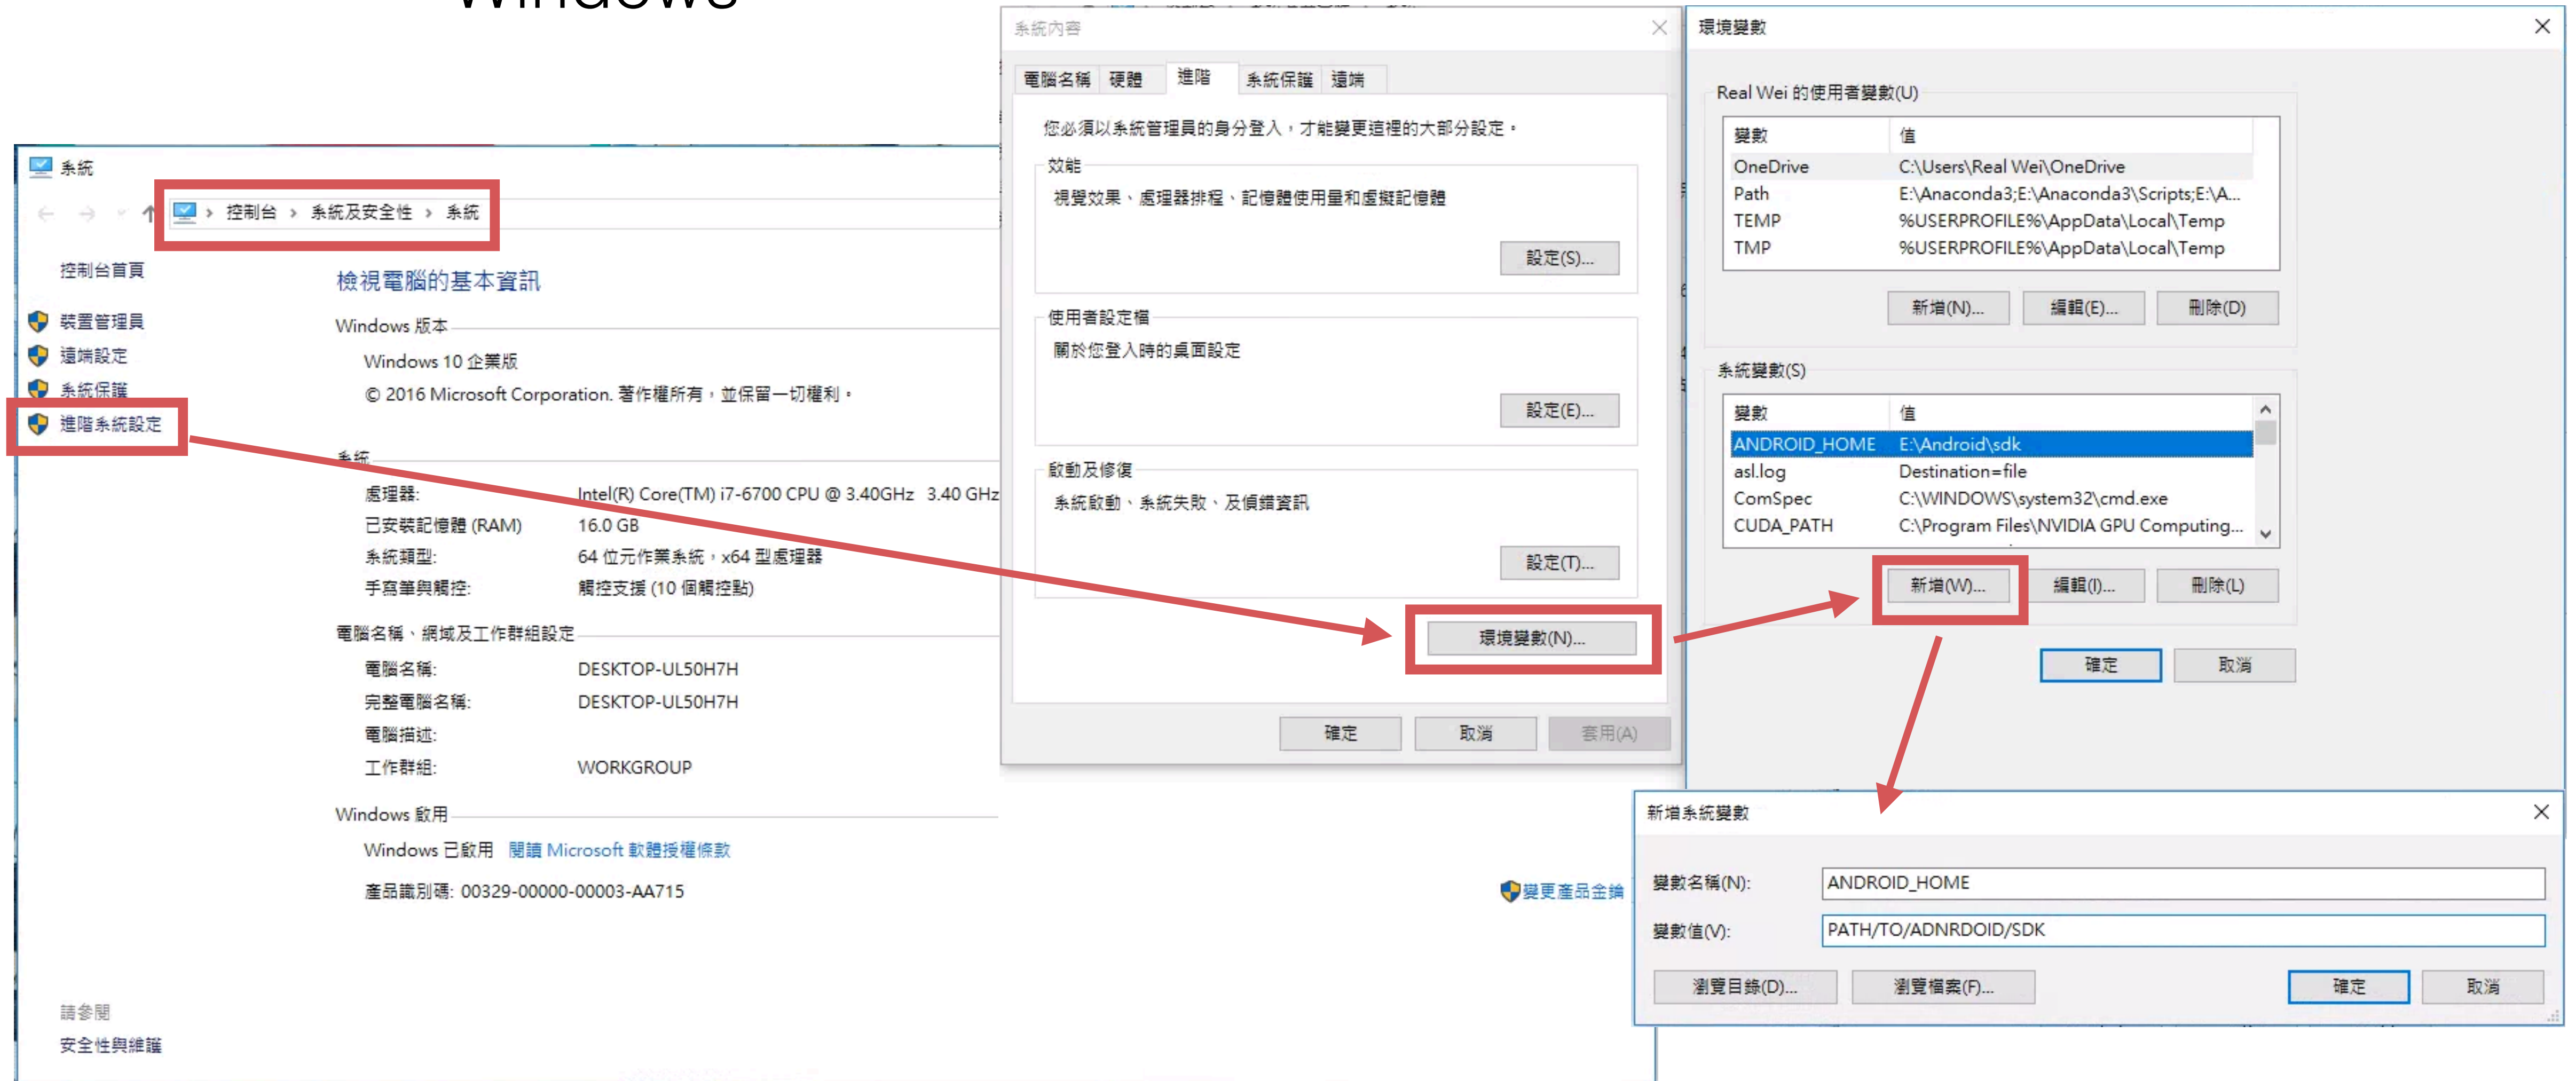 Windows
系統
控制台 › 系統及安全性 › 系統
控制台首頁
裝置管理員
遠端設定
系統保護
進階系統設定
檢視電腦的基本資訊
Windows 版本
Windows 10 企業版
© 2016 Microsoft Corporation. 著作權所有，並保留一切權利。
系統
處理器: Intel(R) Core(TM) i7-6700 CPU @ 3.40GHz 3.40 GHz
已安裝記憶體 (RAM) 16.0 GB
系統類型: 64 位元作業系統，x64 型處理器
手寫筆與觸控: 觸控支援 (10 個觸控點)
電腦名稱、網域及工作群組設定
電腦名稱: DESKTOP-UL50H7H
完整電腦名稱: DESKTOP-UL50H7H
電腦描述:
工作群組: WORKGROUP
Windows 啟用
Windows 已啟用 閱讀 Microsoft 軟體授權條款
產品識別碼: 00329-00000-00003-AA715
變更產品金鑰
請參閱
安全性與維護
系統內容
電腦名稱 硬體 進階 系統保護 遠端
您必須以系統管理員的身分登入，才能變更這裡的大部分設定。
效能
視覺效果、處理器排程、記憶體使用量和虛擬記憶體
設定(S)...
使用者設定檔
關於您登入時的桌面設定
設定(E)...
啟動及修復
系統啟動、系統失敗、及偵錯資訊
設定(T)...
環境變數(N)...
確定 取消 套用(A)
環境變數
Real Wei 的使用者變數(U)
變數 值
OneDrive C:\Users\Real Wei\OneDrive
Path E:\Anaconda3;E:\Anaconda3\Scripts;E:\A...
TEMP %USERPROFILE%\AppData\Local\Temp
TMP %USERPROFILE%\AppData\Local\Temp
新增(N)... 編輯(E)... 刪除(D)
系統變數(S)
變數 值
ANDROID_HOME E:\Android\sdk
asl.log Destination=file
ComSpec C:\WINDOWS\system32\cmd.exe
CUDA_PATH C:\Program Files\NVIDIA GPU Computing...
新增(W)... 編輯(I)... 刪除(L)
確定 取消
新增系統變數
變數名稱(N): ANDROID_HOME
變數值(V): PATH/TO/ADNRDOID/SDK
瀏覽目錄(D)... 瀏覽檔案(F)... 確定 取消